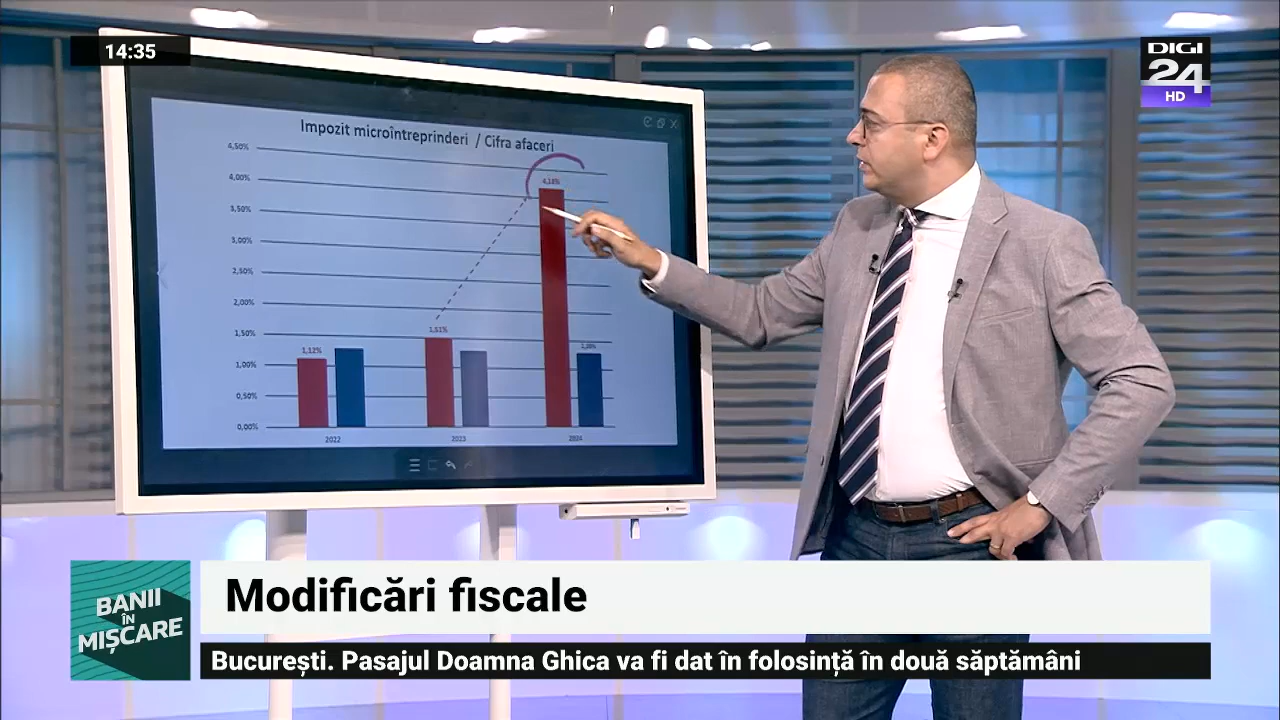 14:35
DIGI
24
HD
Impozit microîntreprinderi / Cifra afaceri
4,50%
4,00%
3,50%
3,00%
2,50%
2,00%
1,50%
1,00%
0,50%
0,00%
1,12%
1,51%
4,14%
2022
2023
2024
BANII
ÎN
MIȘCARE
Modificări fiscale
București. Pasajul Doamna Ghica va fi dat în folosință în două săptămâni